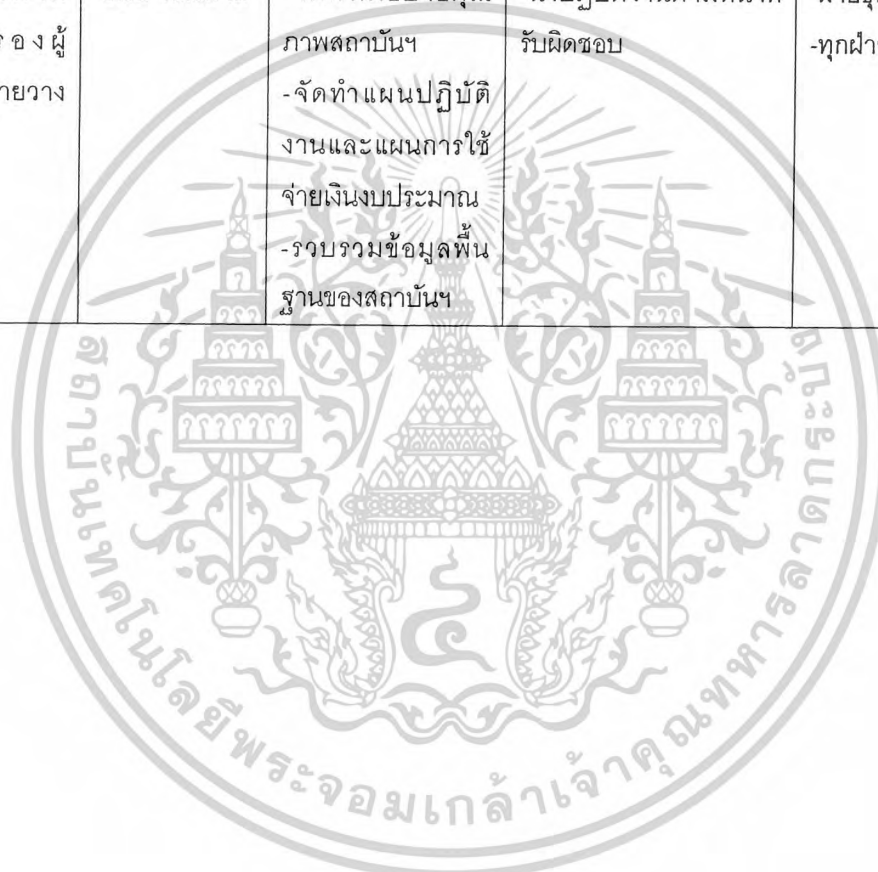 ร อ ง ผู้
ายวาง
ภาพสถาบันฯ
-จัดทำแผนปฏิบัติ
งานและแผนการใช้
จ่ายเงินงบประมาณ
-รวบรวมข้อมูลพื้น
ฐานของสถาบันฯ
รับผิดชอบ
-ทุกฝ่าย
สถาบันเทคโนโลยีพระจอมเกล้าเจ้าคุณทหารลาดกระบัง